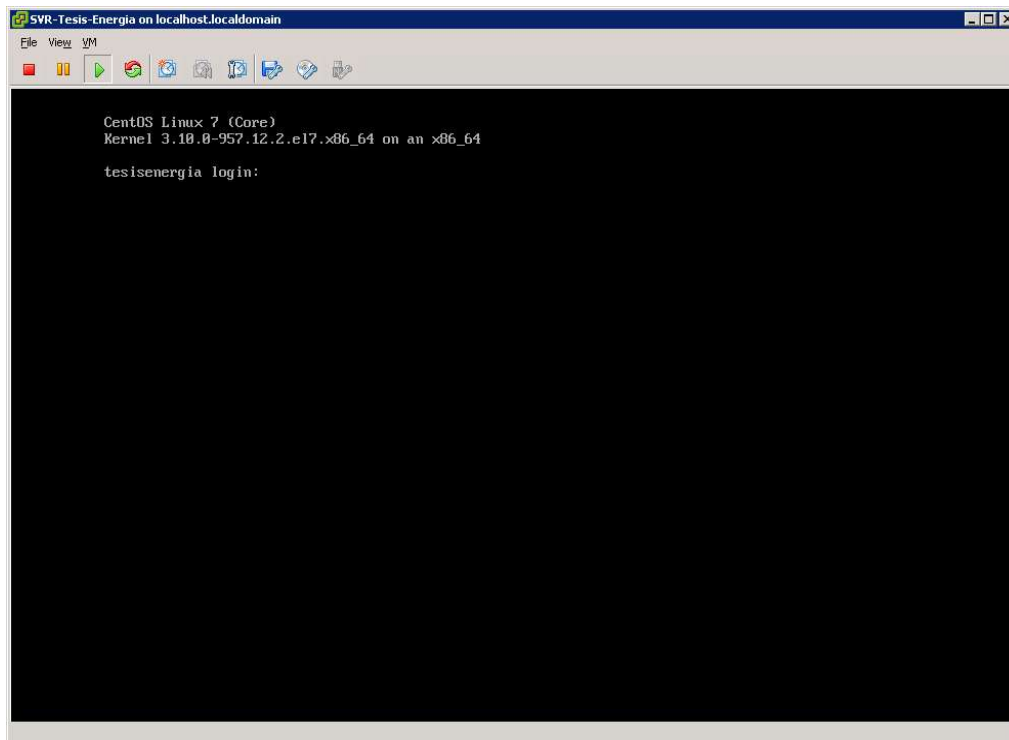 SVR-Tesis-Energia on localhost.localdomain
File View VM
CentOS Linux 7 (Core)
Kernel 3.10.0-957.12.2.el7.x86_64 on an x86_64
tesisenergia login: